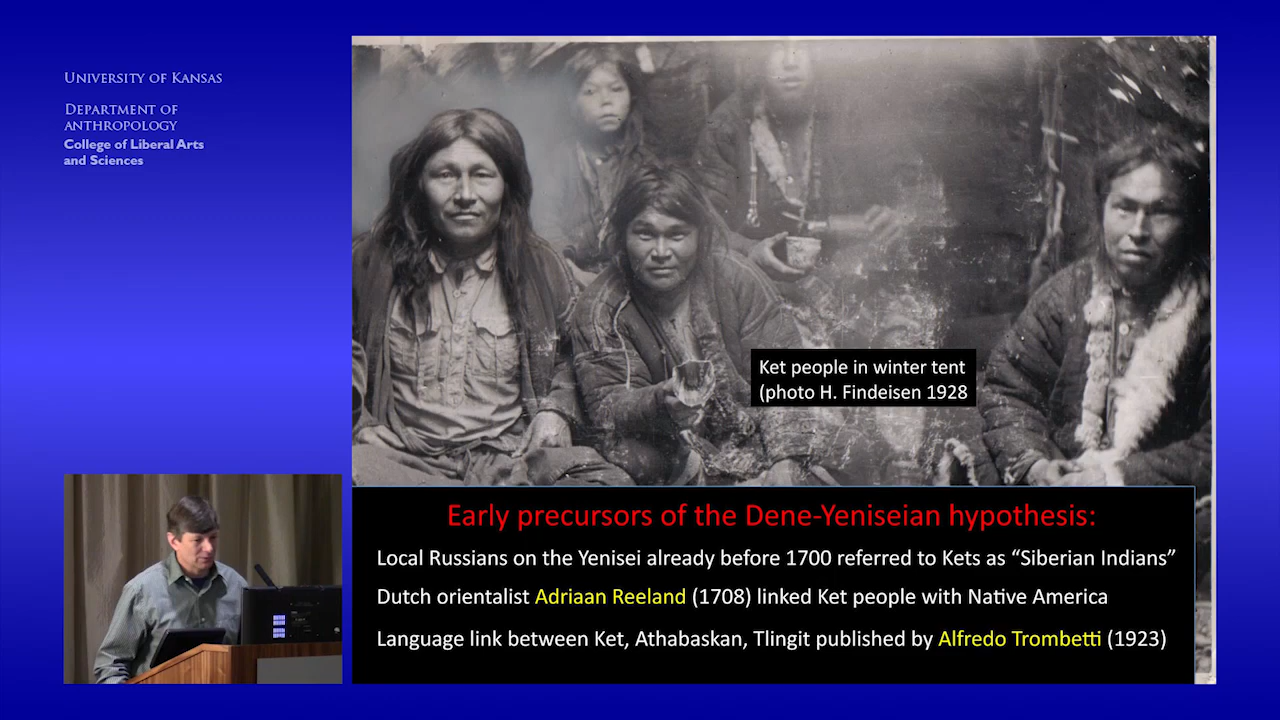 UNIVERSITY OF KANSAS
DEPARTMENT OF
ANTHROPOLOGY
College of Liberal Arts
and Sciences
Ket people in winter tent
(photo H. Findeisen 1928
Early precursors of the Dene-Yeniseian hypothesis:
Local Russians on the Yenisei already before 1700 referred to Kets as “Siberian Indians”
Dutch orientalist Adriaan Reeland (1708) linked Ket people with Native America
Language link between Ket, Athabaskan, Tlingit published by Alfredo Trombetti (1923)